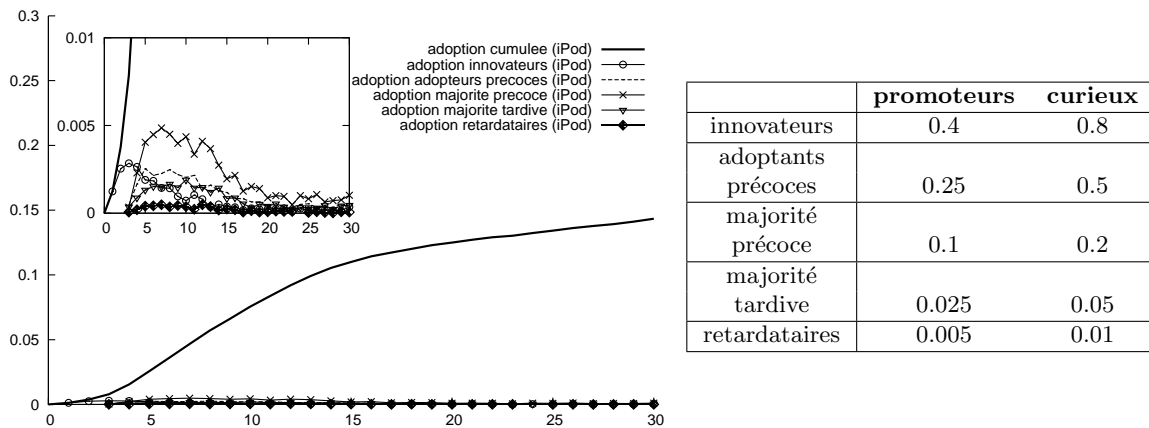 0.3
0.25
0.2
0.15
0.1
0.05
0
0 5 10 15 20 25 30
0.01
0.005
0
0 5 10 15 20 25 30
adoption cumulee (iPod)
adoption innovateurs (iPod)
adoption adopteurs precoces (iPod)
adoption majorite precoce (iPod)
adoption majorite tardive (iPod)
adoption retardataires (iPod)
promoteurs curieux
innovateurs 0.4 0.8
adoptants
précoces 0.25 0.5
majorité
précoce 0.1 0.2
majorité
tardive 0.025 0.05
retardataires 0.005 0.01